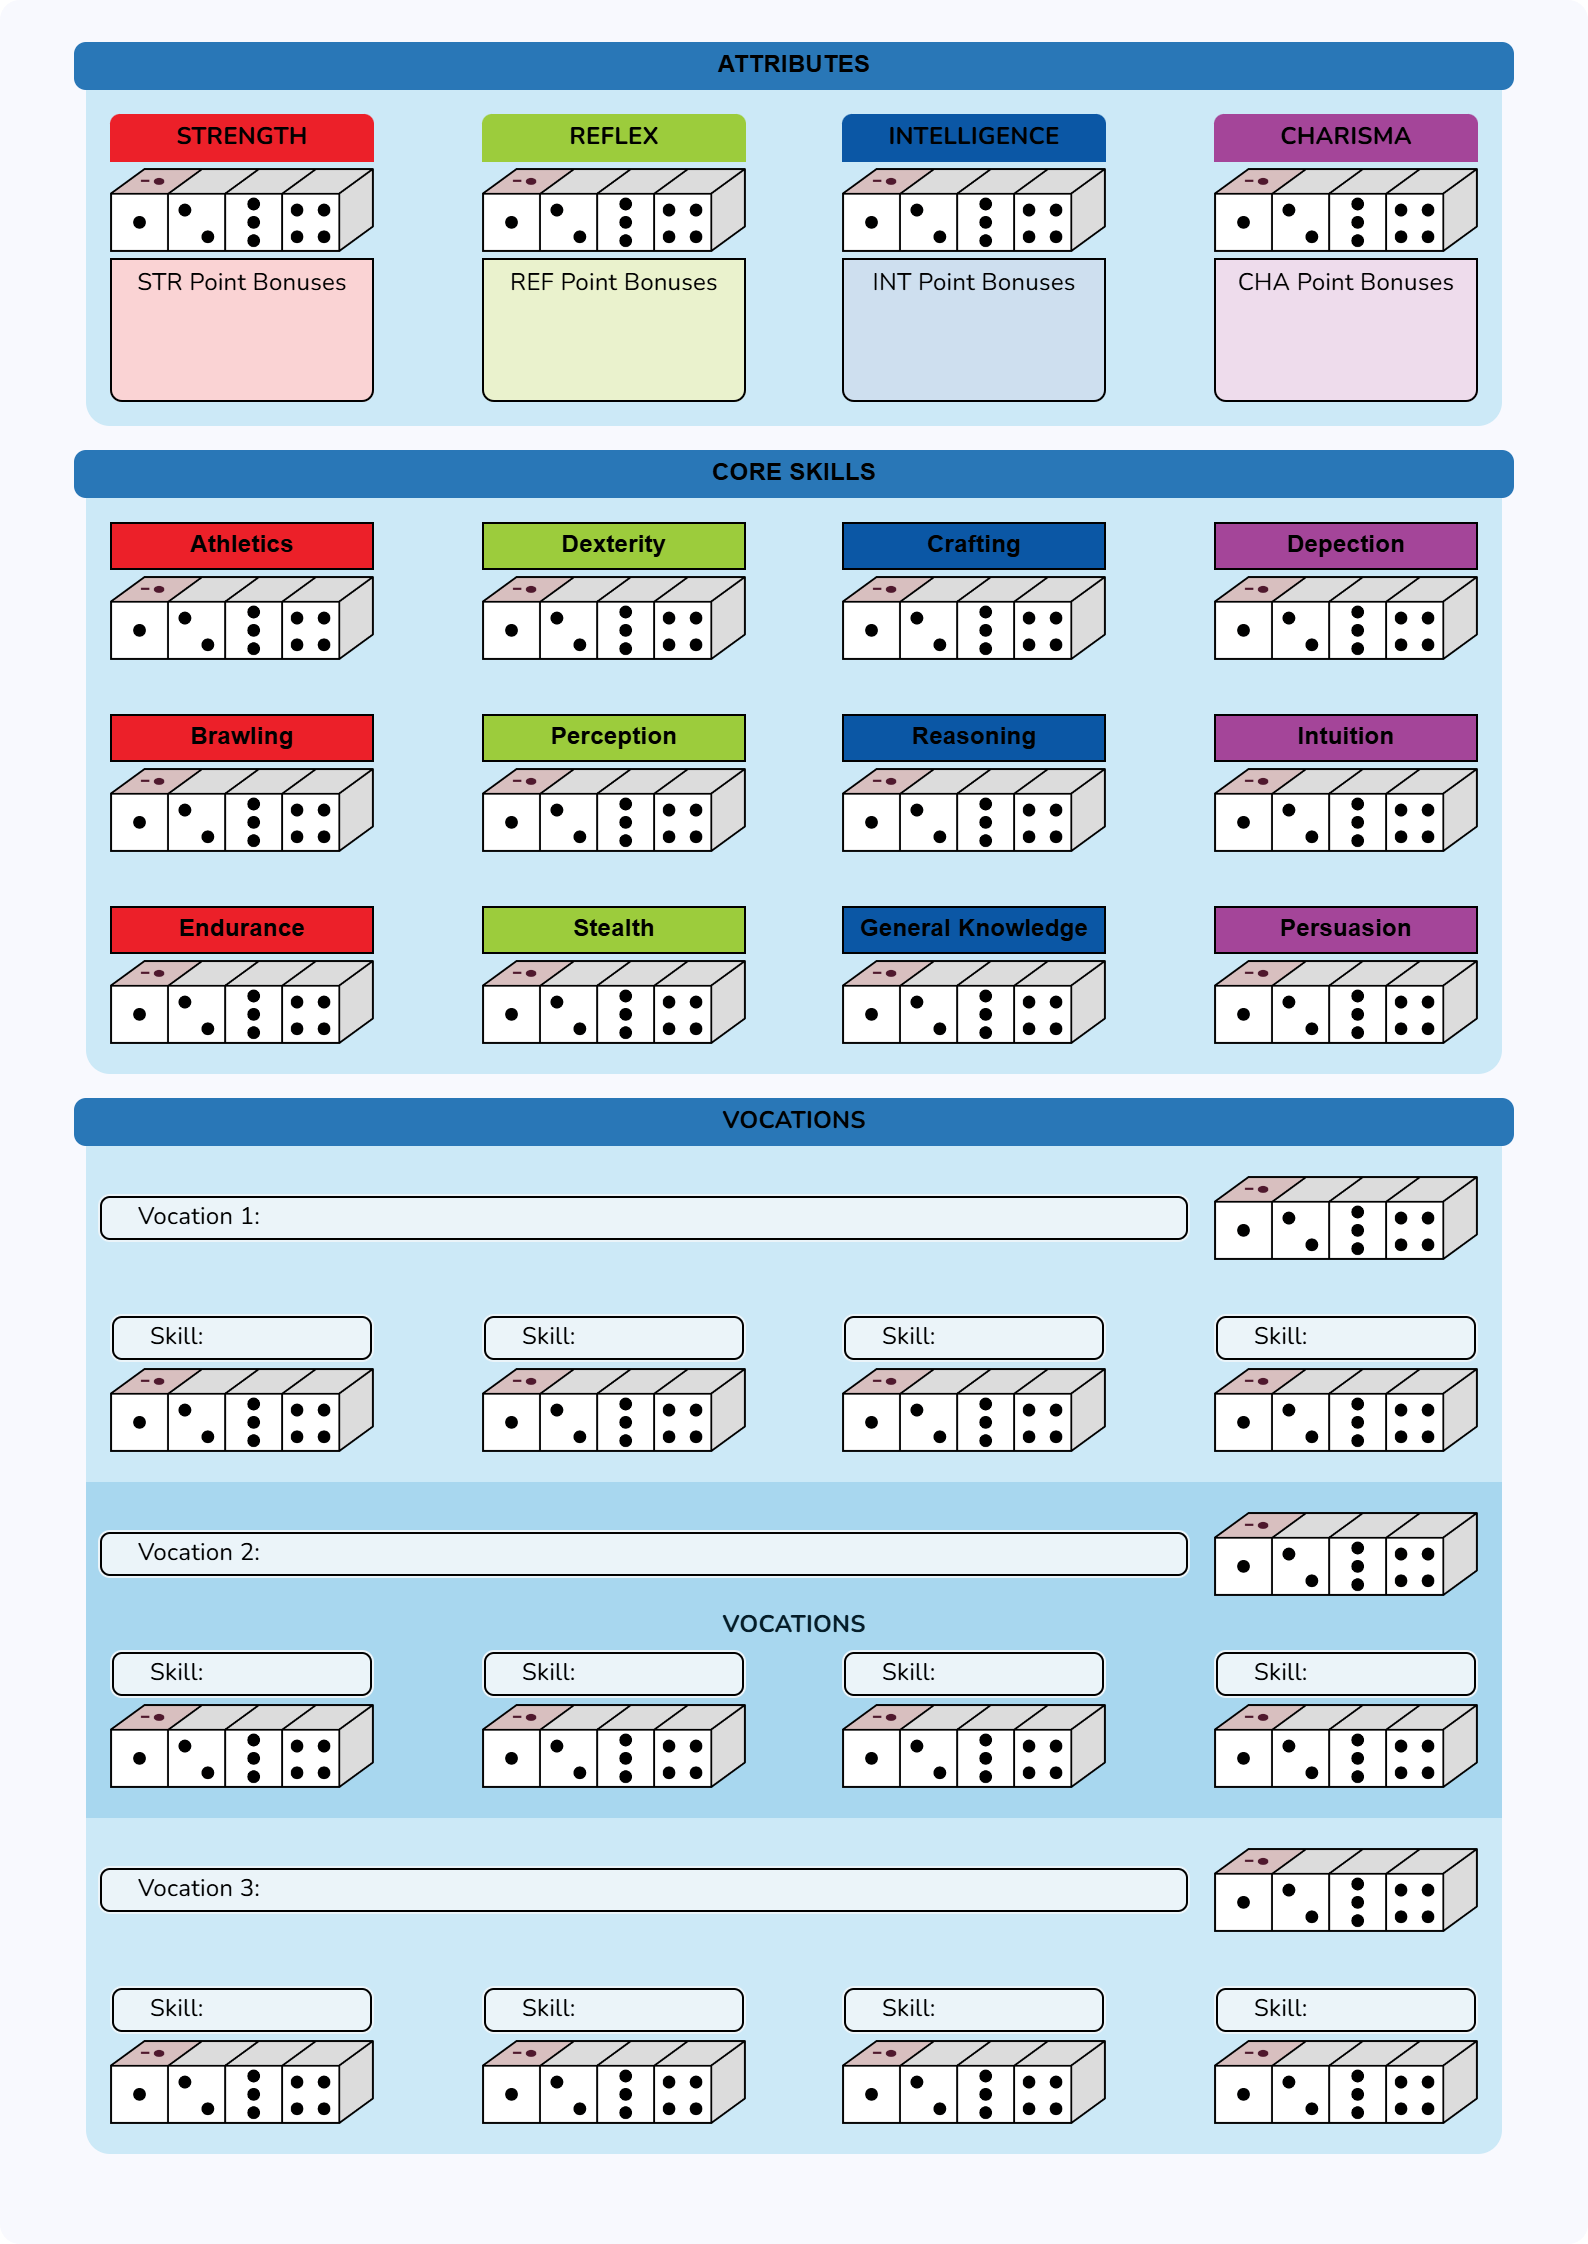 ATTRIBUTES
STRENGTH REFLEX INTELLIGENCE CHARISMA
STR Point Bonuses REF Point Bonuses INT Point Bonuses CHA Point Bonuses
CORE SKILLS
Athletics Dexterity Crafting Depection
Brawling Perception Reasoning Intuition
Endurance Stealth General Knowledge Persuasion
VOCATIONS
Vocation 1:
Skill: Skill: Skill: Skill:
Vocation 2:
VOCATIONS
Skill: Skill: Skill: Skill:
Vocation 3:
Skill: Skill: Skill: Skill: